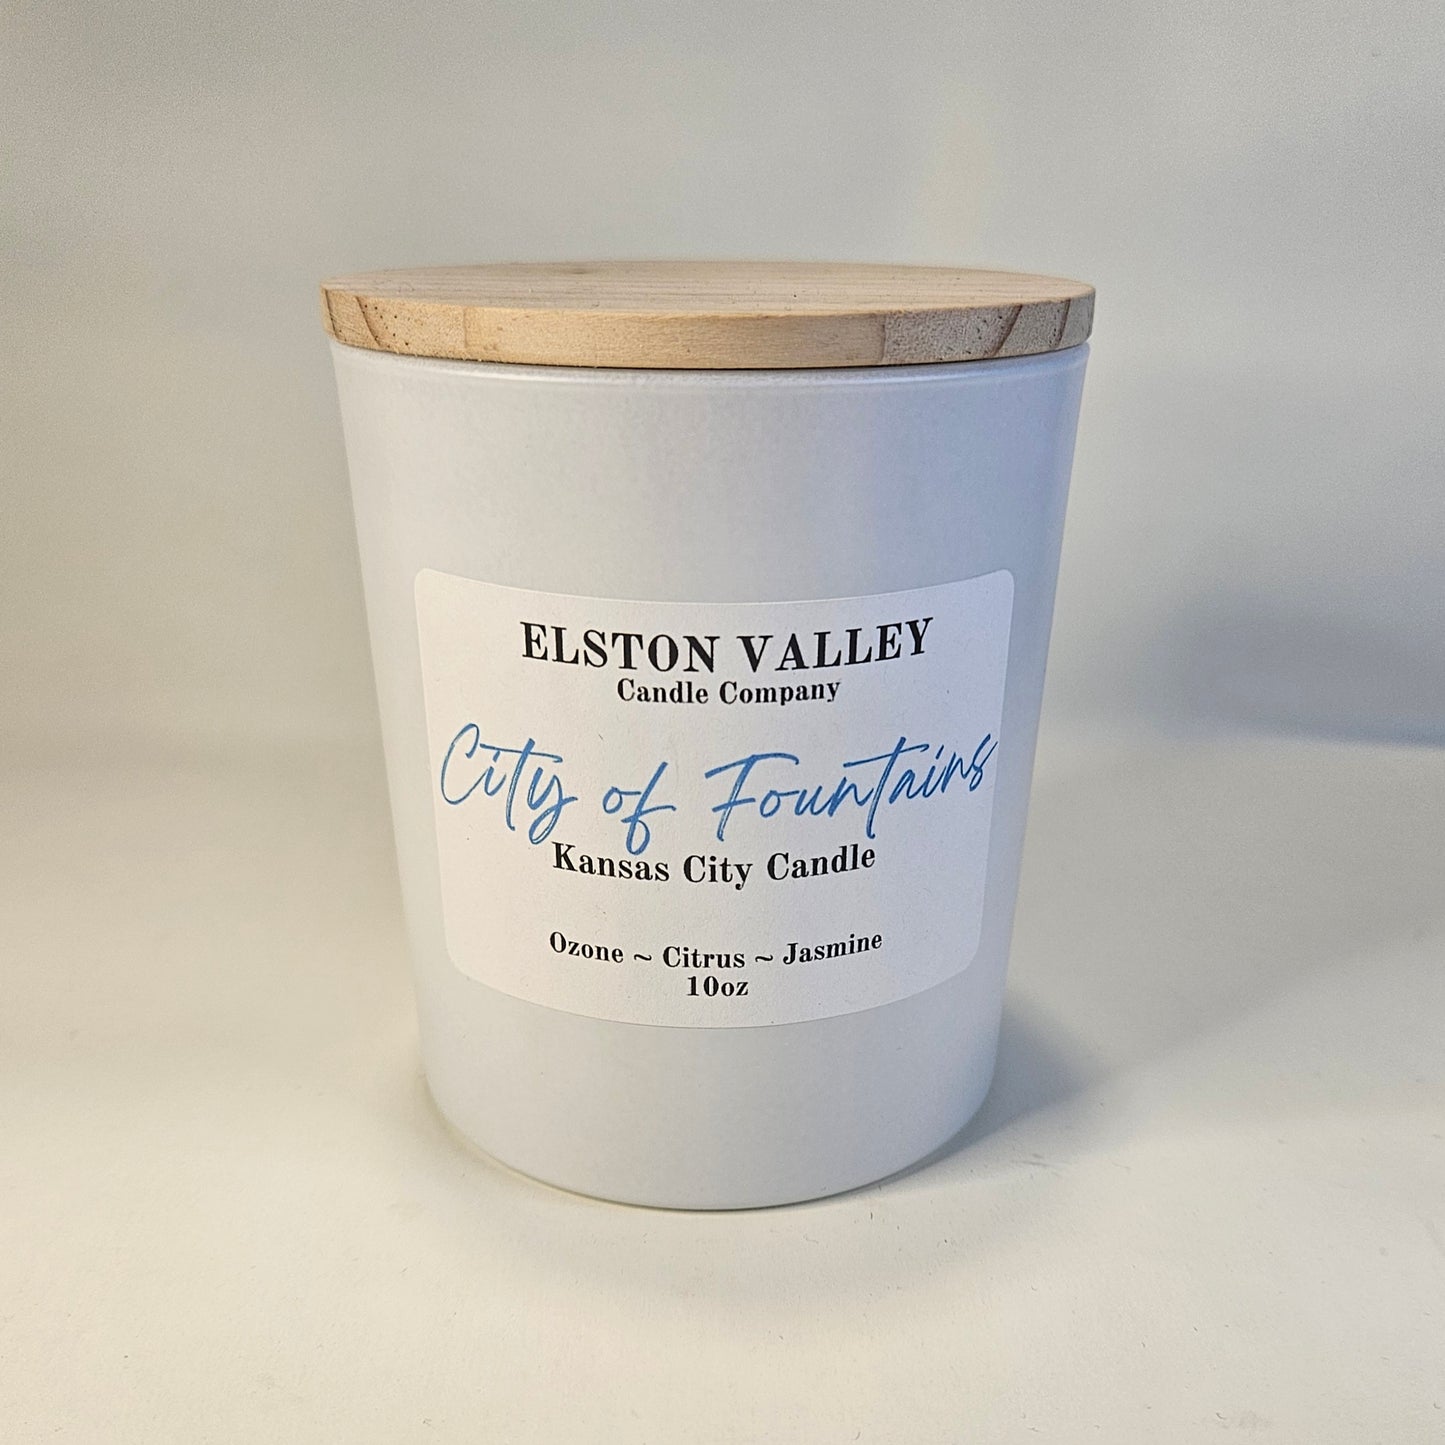 ELSTON VALLEY
Candle Company
City of Fountains
Kansas City Candle
Ozone ~ Citrus ~ Jasmine
10oz